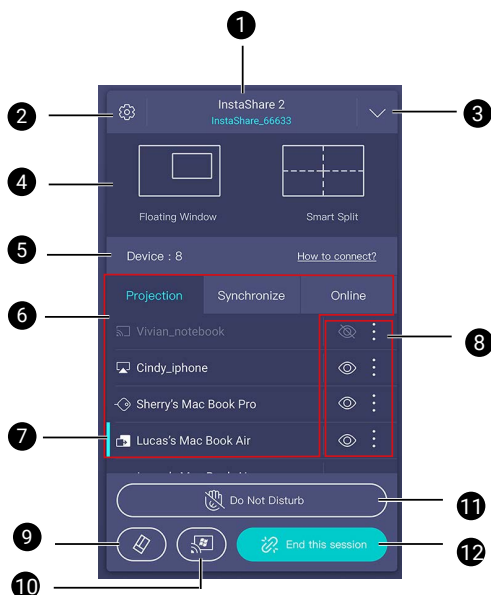 1
InstaShare 2
InstaShare_66633
2
3
4
Floating Window
Smart Split
5
Device : 8
How to connect?
Projection
Synchronize
Online
6
Vivian_notebook
8
Cindy_iphone
Sherry's Mac Book Pro
7
Lucas's Mac Book Air
Do Not Disturb
11
9
End this session
12
10